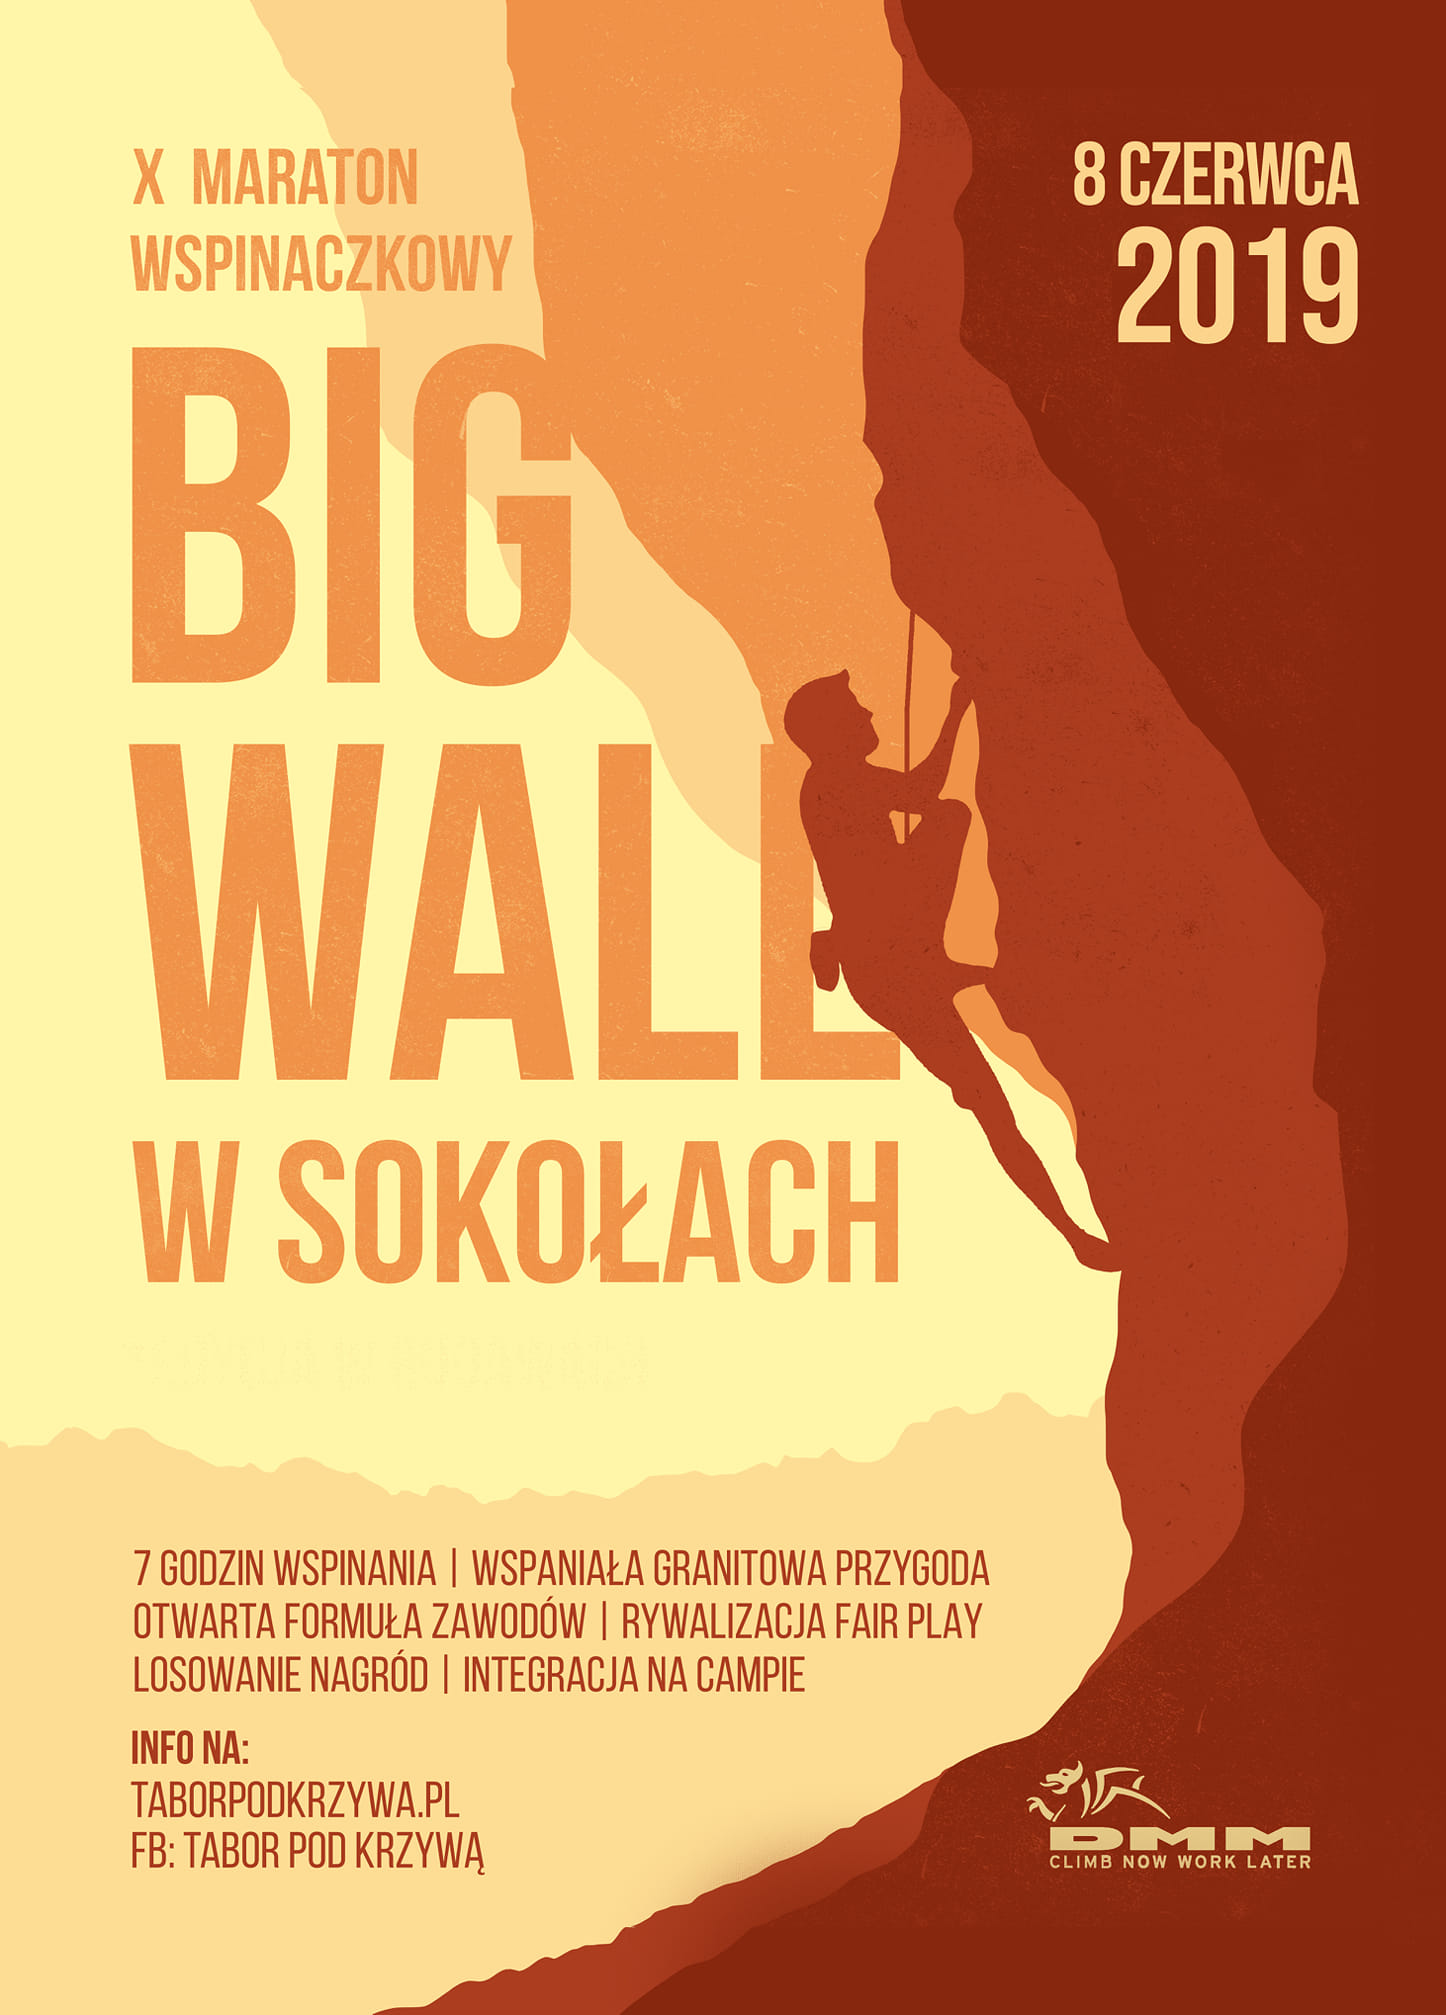 X MARATON
WSPINACZKOWY
8 CZERWCA
2019
BIG
WALL
W SOKOŁACH
7 GODZIN WSPINANIA | WSPANIAŁA GRANITOWA PRZYGODA
OTWARTA FORMUŁA ZAWODÓW | RYWALIZACJA FAIR PLAY
LOSOWANIE NAGRÓD | INTEGRACJA NA CAMPIE
INFO NA:
TABORPODKRZYWA.PL
FB: TABOR POD KRZYWĄ
DMM
CLIMB NOW WORK LATER